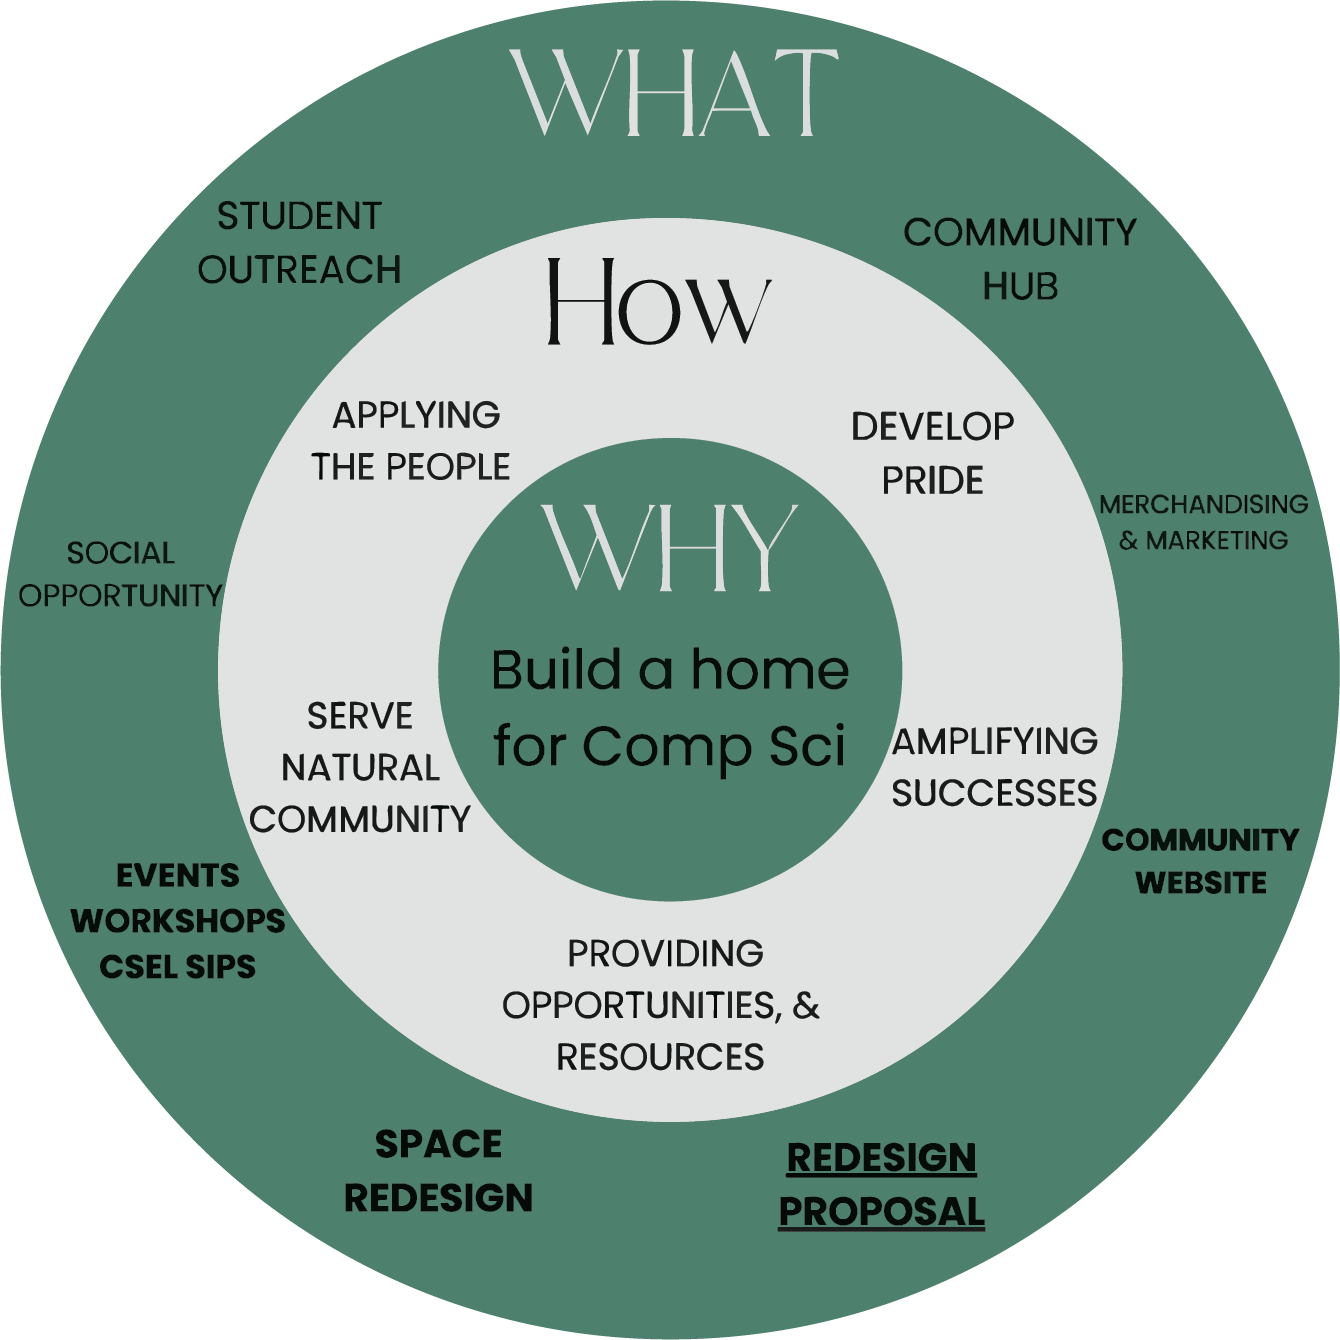 WHAT
STUDENT
OUTREACH
COMMUNITY
HUB
How
APPLYING
THE PEOPLE
DEVELOP
PRIDE
MERCHANDISING
& MARKETING
WHY
SOCIAL
OPPORTUNITY
Build a home
for Comp Sci
SERVE
NATURAL
COMMUNITY
AMPLIFYING
SUCCESSES
COMMUNITY
WEBSITE
EVENTS
WORKSHOPS
CSEL SIPS
PROVIDING
OPPORTUNITIES, &
RESOURCES
SPACE
REDESIGN
REDESIGN
PROPOSAL